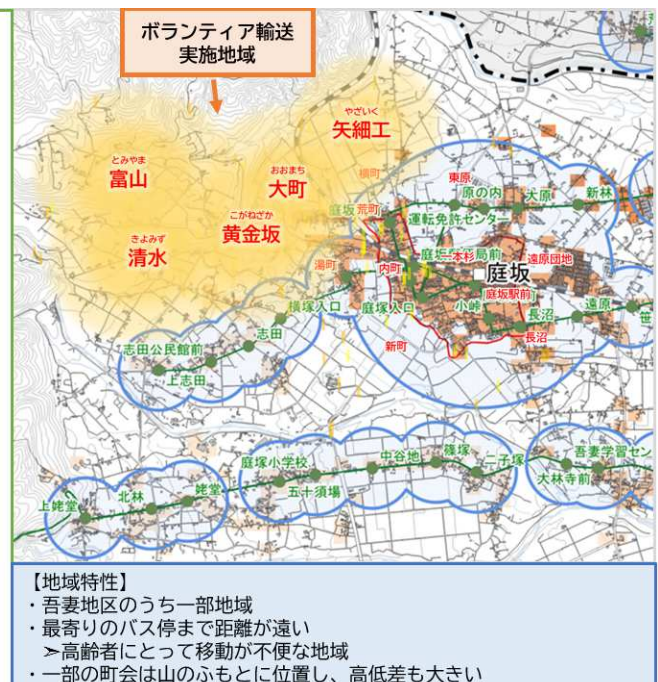 ボランティア輸送
実施地域
やざいく
矢細工
とみやま
富山
おおまち
大町
横町
東原
原の内
犬原
新林
こがねざか
黄金坂
庭坂
荒町
運転免許センター
きよみず
清水
湯町
内町
一本杉
庭坂
遠原団地
横塚入口
庭塚入口
小峠
庭坂駅前
長沼
遠原
笹
志田公民館前
志田
上志田
新町
長沼
庭塚小学校
中谷地
篠塚
二子塚
吾妻学習セン
上姥堂
北林
姥堂
五十須場
大林寺前
【地域特性】
・吾妻地区のうち一部地域
・最寄りのバス停まで距離が遠い
➢高齢者にとって移動が不便な地域
・一部の町会は山のふもとに位置し、高低差も大きい